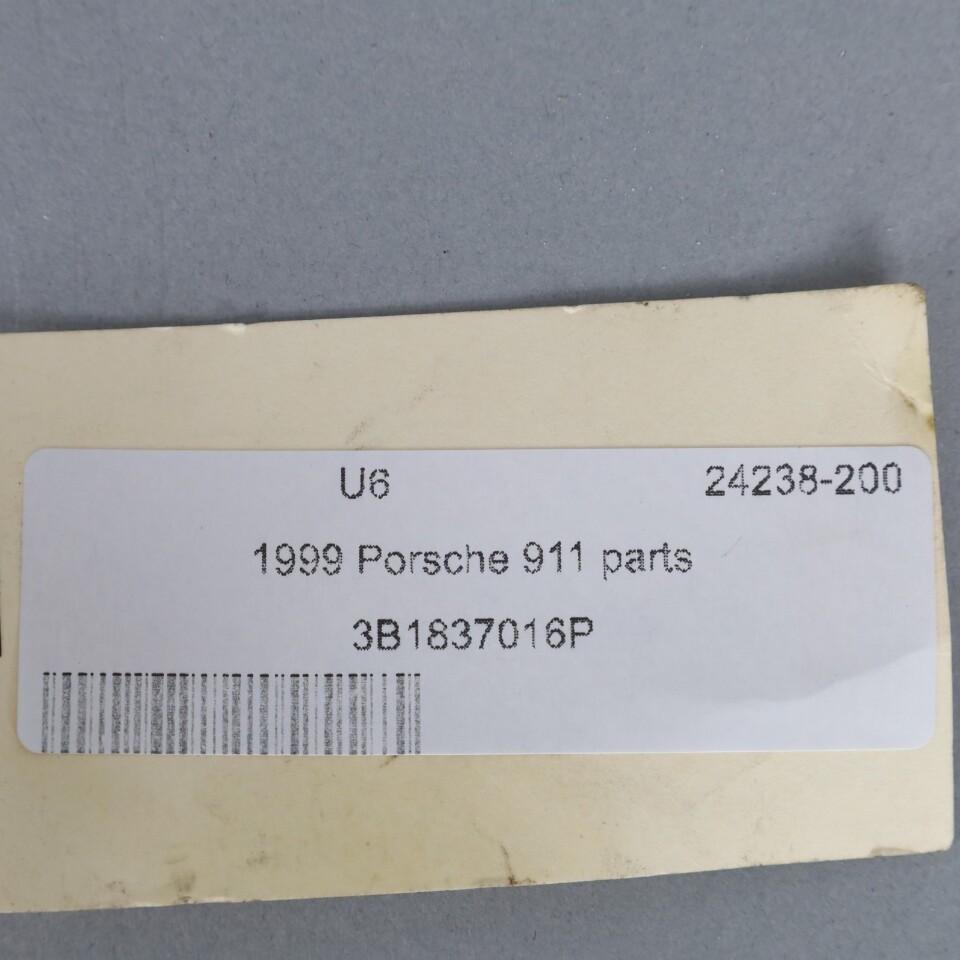 U6 24238-200
1999 Porsche 911 parts
3B1837016P